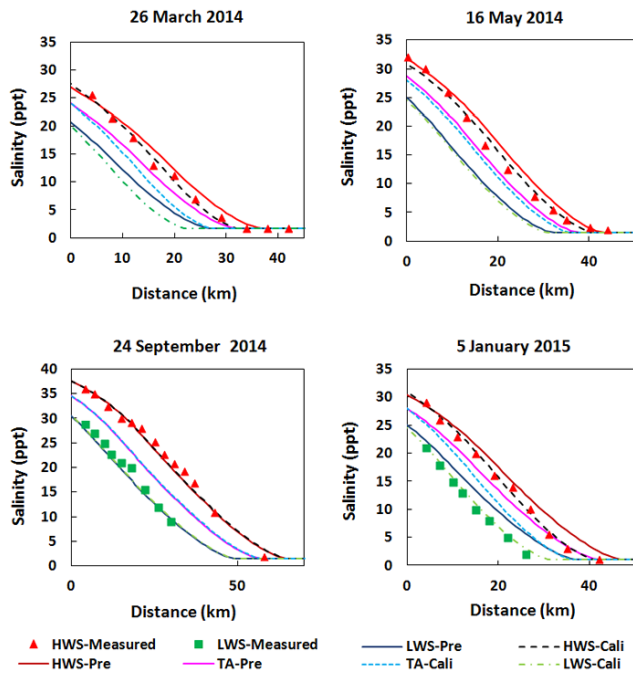 26 March 2014
16 May 2014
Salinity (ppt)
35
30
25
20
15
10
5
0
0 10 20 30 40
Distance (km)
Salinity (ppt)
35
30
25
20
15
10
5
0
0 20 40
Distance (km)
24 September 2014
5 January 2015
Salinity (ppt)
40
35
30
25
20
15
10
5
0
0 50
Distance (km)
Salinity (ppt)
35
30
25
20
15
10
5
0
0 20 40
Distance (km)
HWS-Measured LWS-Measured LWS-Pre HWS-Cali
HWS-Pre TA-Pre TA-Cali LWS-Cali